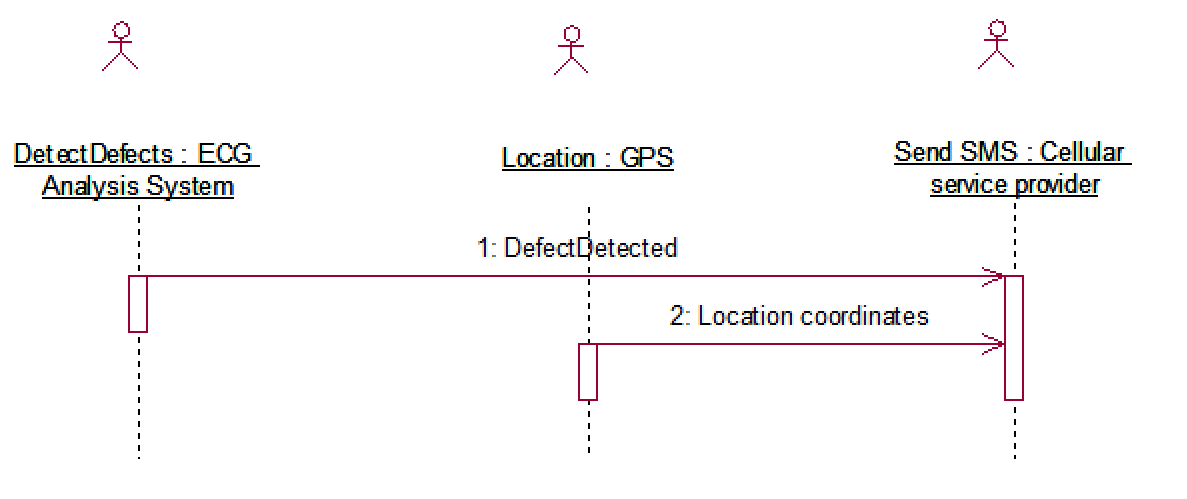 DetectDefects : ECG
Analysis System
Location : GPS
Send SMS : Cellular
service provider
1: DefectDetected
2: Location coordinates